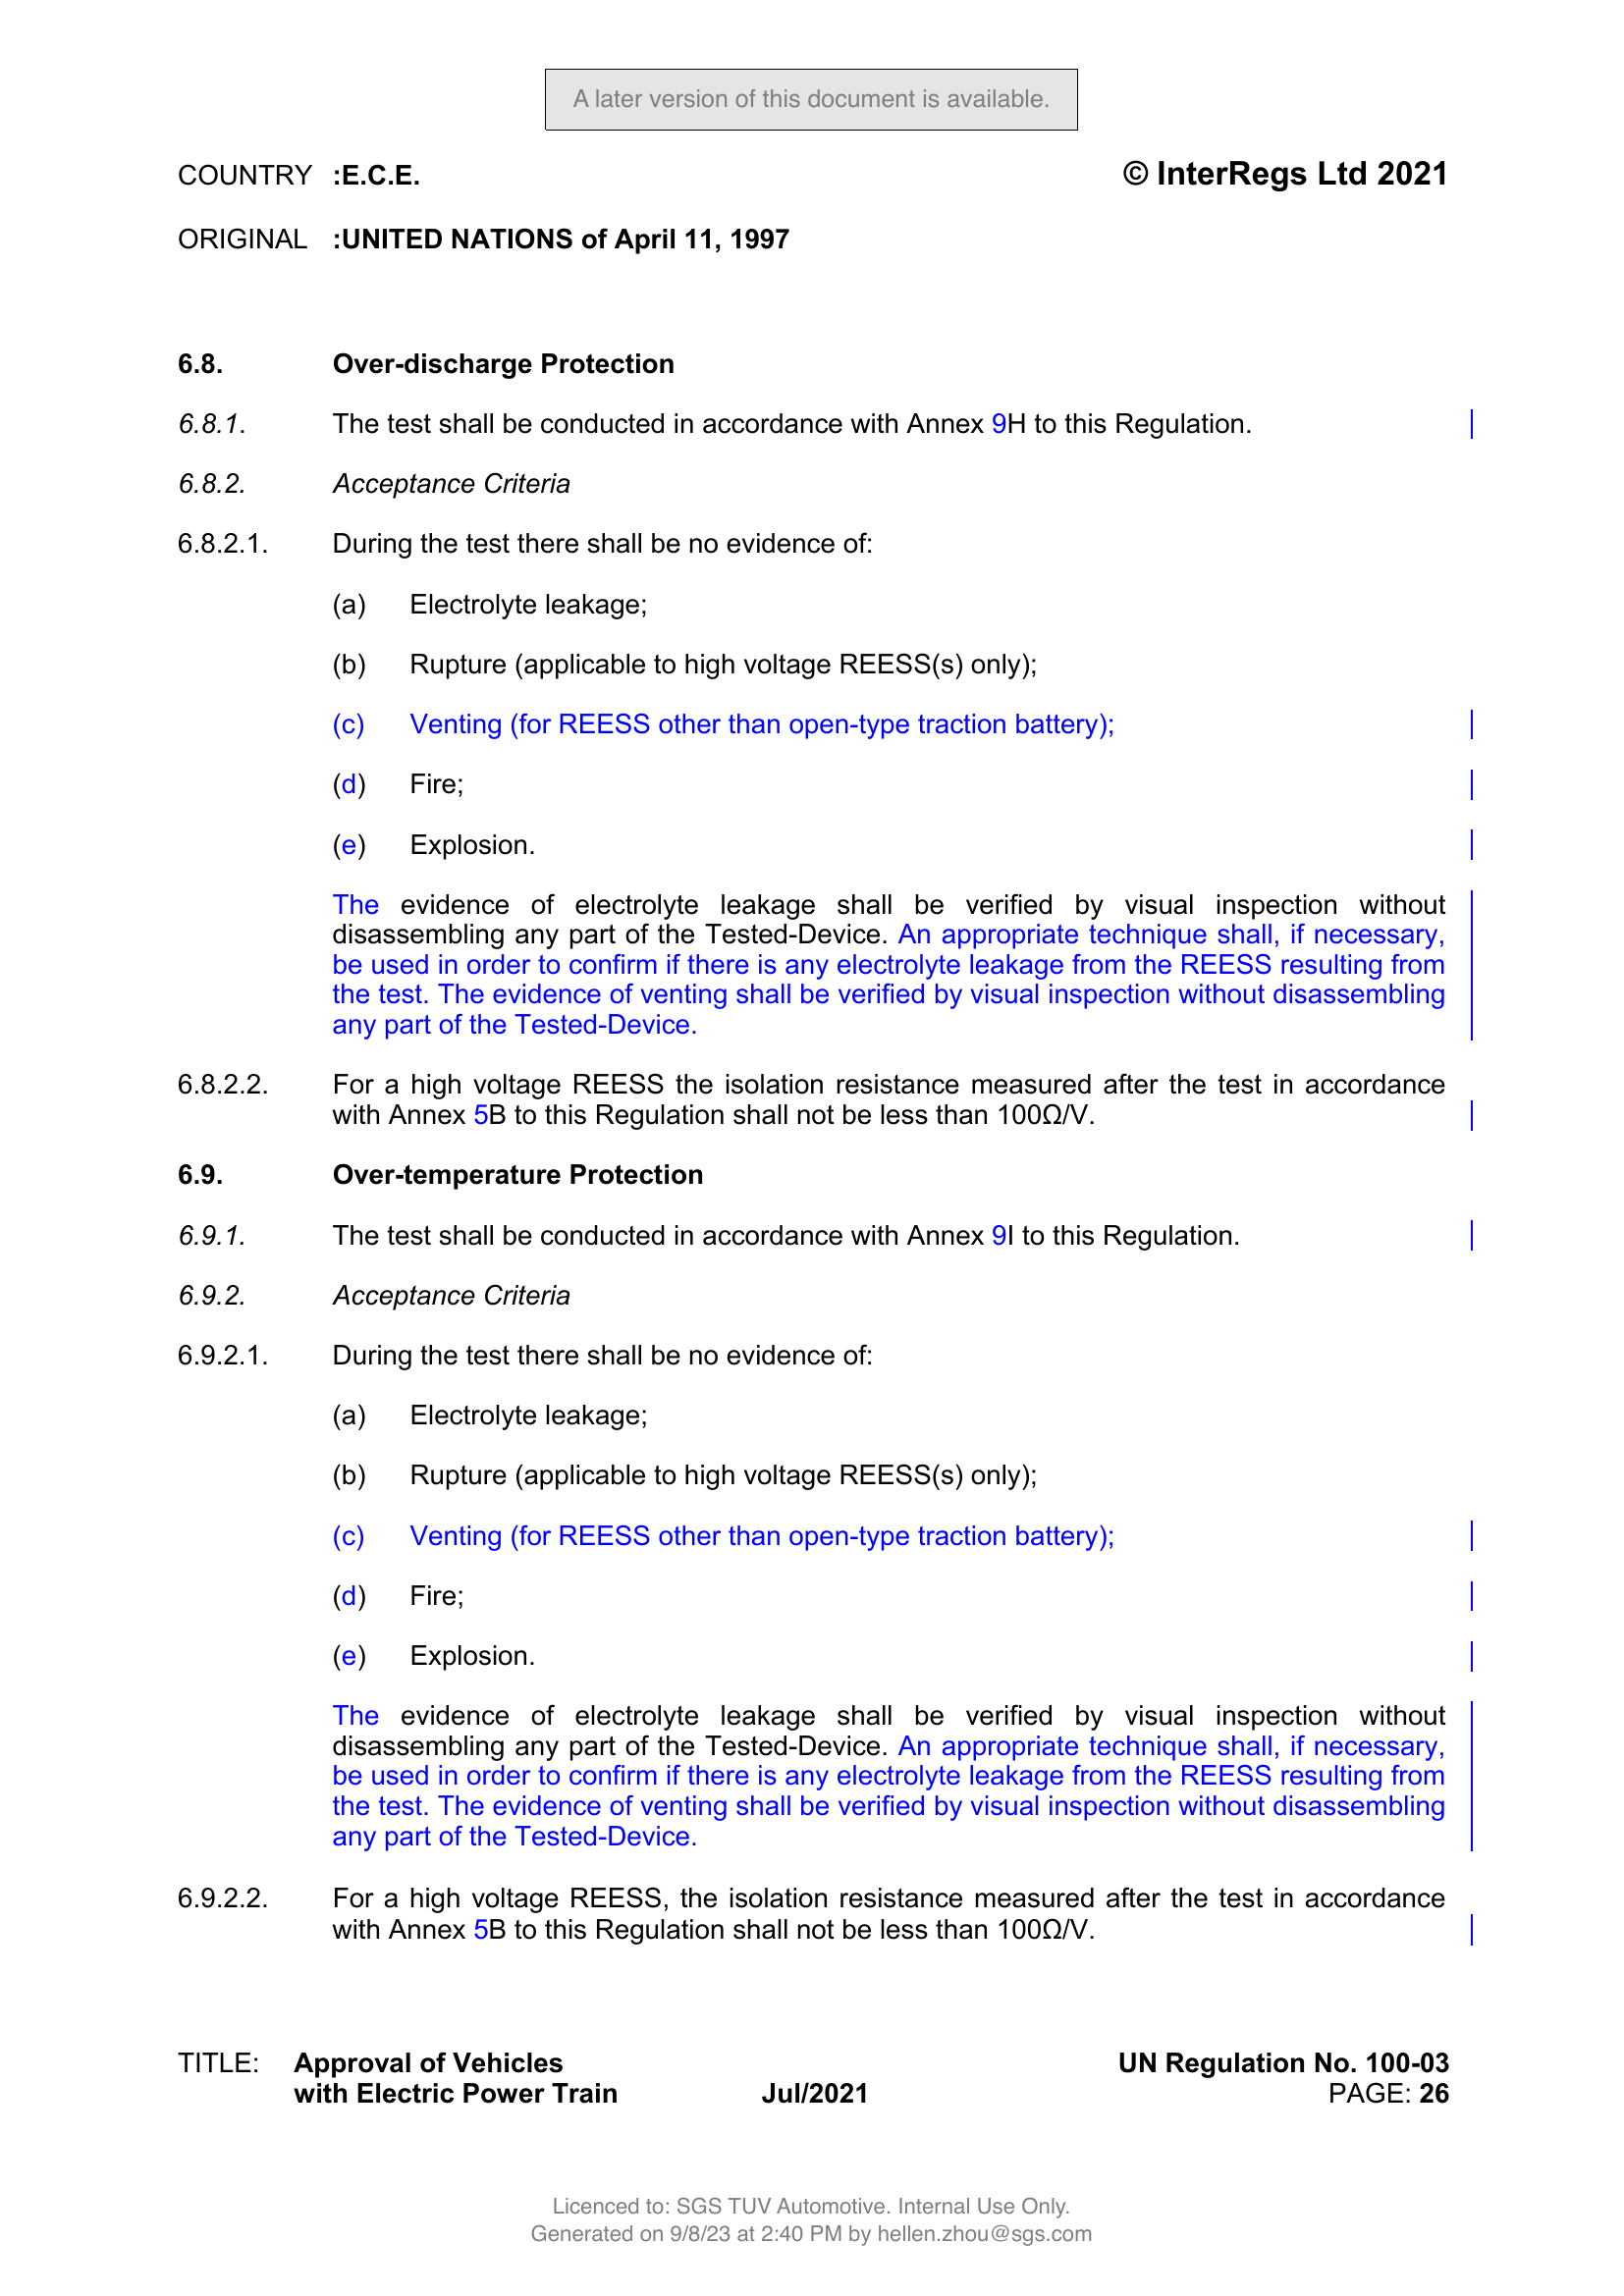 A later version of this document is available.
COUNTRY :E.C.E. © InterRegs Ltd 2021
ORIGINAL :UNITED NATIONS of April 11, 1997
6.8. Over-discharge Protection
6.8.1. The test shall be conducted in accordance with Annex 9H to this Regulation.
6.8.2. Acceptance Criteria
6.8.2.1. During the test there shall be no evidence of:
(a) Electrolyte leakage;
(b) Rupture (applicable to high voltage REESS(s) only);
(c) Venting (for REESS other than open-type traction battery);
(d) Fire;
(e) Explosion.
The evidence of electrolyte leakage shall be verified by visual inspection without
disassembling any part of the Tested-Device. An appropriate technique shall, if necessary,
be used in order to confirm if there is any electrolyte leakage from the REESS resulting from
the test. The evidence of venting shall be verified by visual inspection without disassembling
any part of the Tested-Device.
6.8.2.2. For a high voltage REESS the isolation resistance measured after the test in accordance
with Annex 5B to this Regulation shall not be less than 100Ω/V.
6.9. Over-temperature Protection
6.9.1. The test shall be conducted in accordance with Annex 9I to this Regulation.
6.9.2. Acceptance Criteria
6.9.2.1. During the test there shall be no evidence of:
(a) Electrolyte leakage;
(b) Rupture (applicable to high voltage REESS(s) only);
(c) Venting (for REESS other than open-type traction battery);
(d) Fire;
(e) Explosion.
The evidence of electrolyte leakage shall be verified by visual inspection without
disassembling any part of the Tested-Device. An appropriate technique shall, if necessary,
be used in order to confirm if there is any electrolyte leakage from the REESS resulting from
the test. The evidence of venting shall be verified by visual inspection without disassembling
any part of the Tested-Device.
6.9.2.2. For a high voltage REESS, the isolation resistance measured after the test in accordance
with Annex 5B to this Regulation shall not be less than 100Ω/V.
TITLE: Approval of Vehicles UN Regulation No. 100-03
with Electric Power Train Jul/2021 PAGE: 26
Licenced to: SGS TUV Automotive. Internal Use Only.
Generated on 9/8/23 at 2:40 PM by hellen.zhou@sgs.com